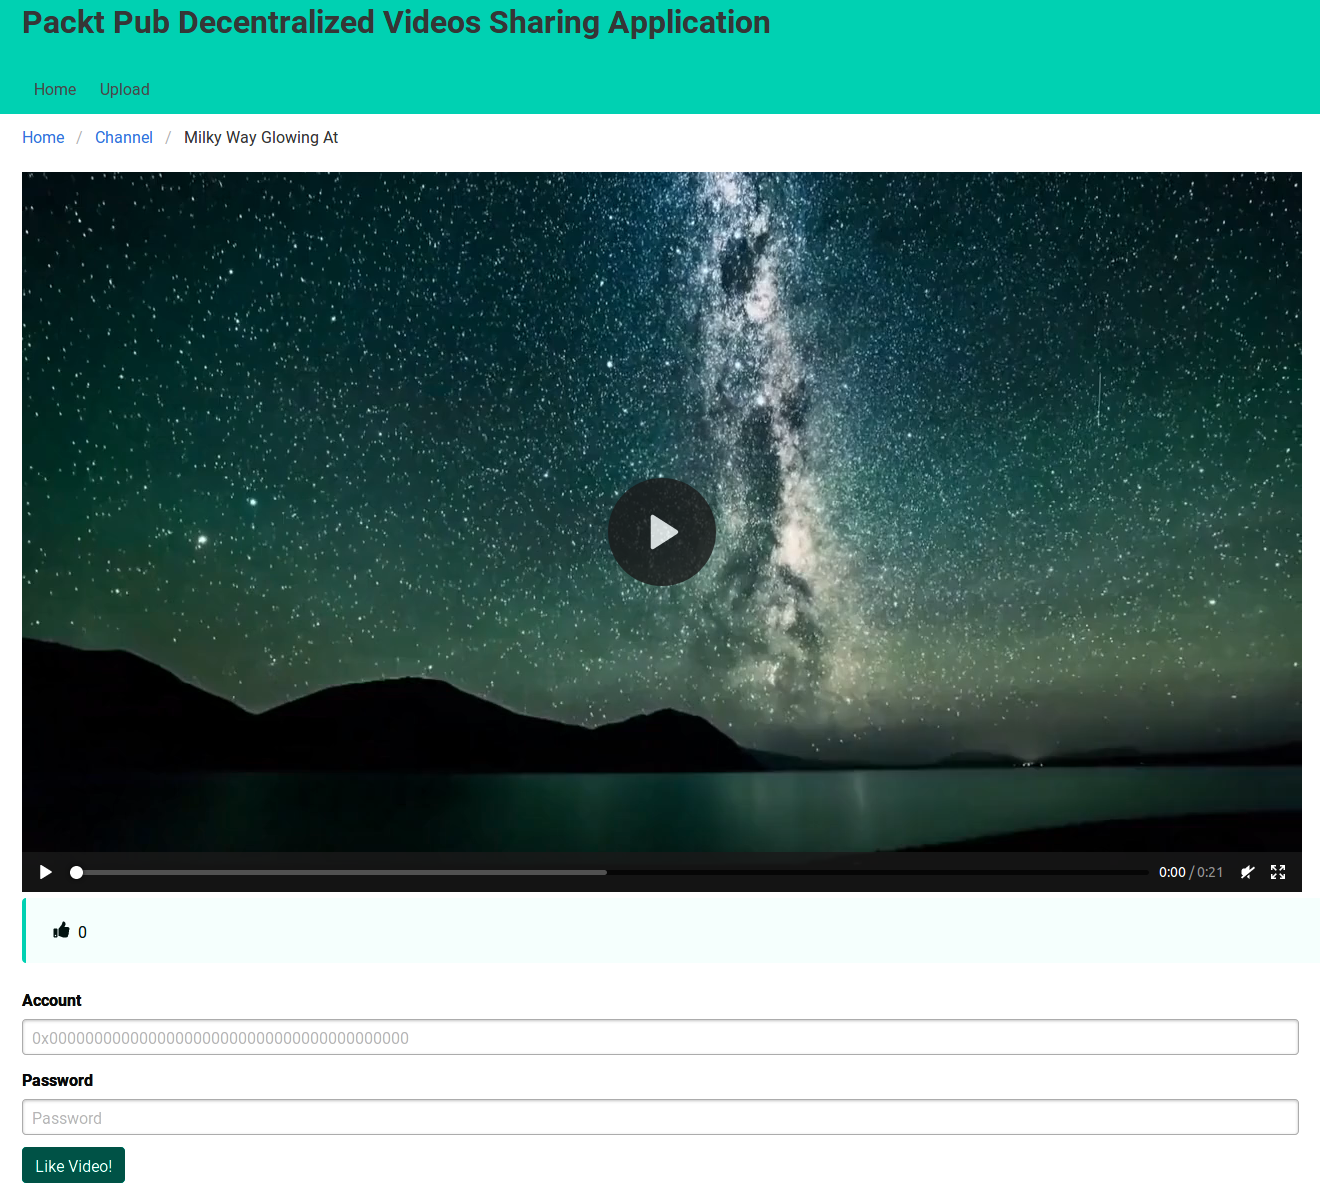 Packt Pub Decentralized Videos Sharing Application
Home Upload
Home / Channel / Milky Way Glowing At
0:00 / 0:21
0
Account
0x0000000000000000000000000000000000000000
Password
Password
Like Video!